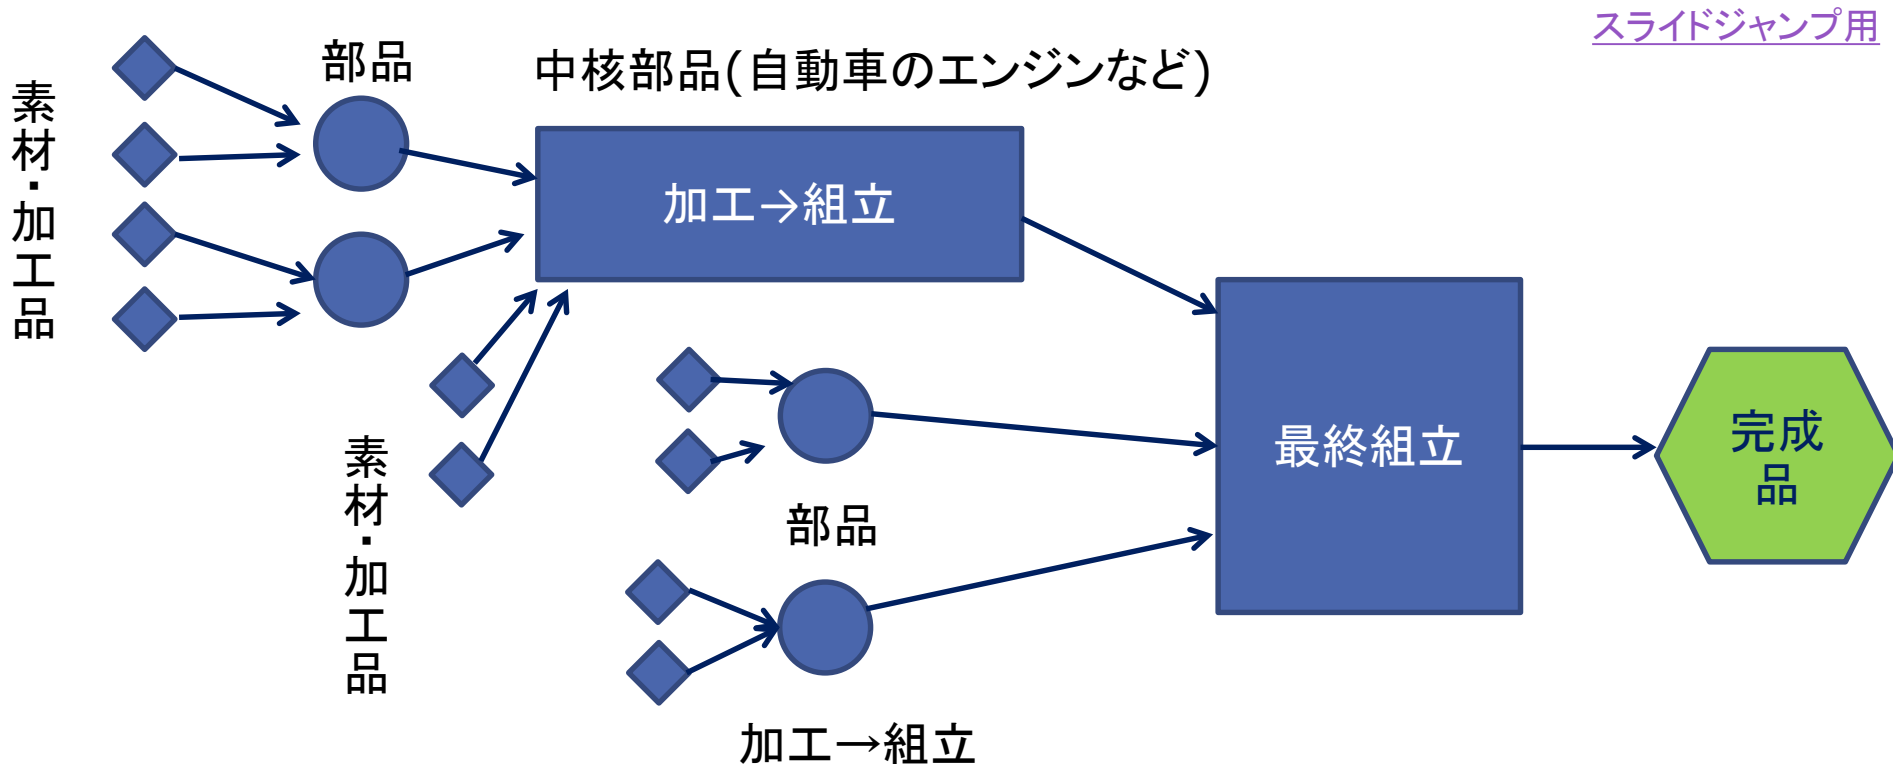 スライドジャンプ用
部品
中核部品(自動車のエンジンなど)
素材・加工品
加工→組立
最終組立
完成
品
素材・加工品
部品
加工→組立